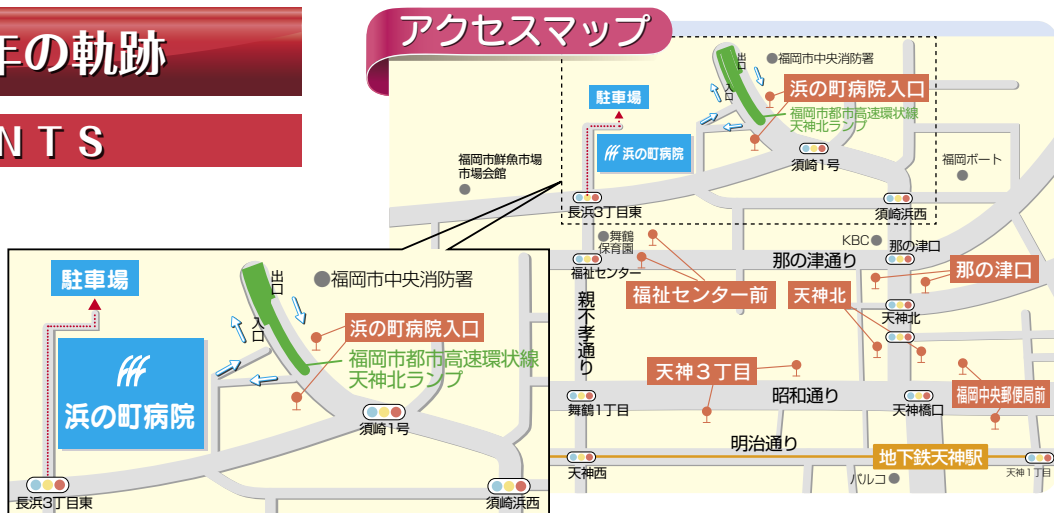 年の軌跡
NTS
アクセスマップ
出口
入口
福岡市中央消防署
浜の町病院入口
福岡市都市高速環状線
天神北ランプ
駐車場
浜の町病院
須崎1号
福岡市鮮魚市場
市場会館
福岡ボート
長浜3丁目東
須崎浜西
舞鶴
保育園
KBC
那の津口
福祉センター
那の津通り
那の津口
福祉センター前
天神北
親不孝通り
天神北
天神3丁目
昭和通り
福岡中央郵便局前
舞鶴1丁目
天神橋口
明治通り
地下鉄天神駅
天神西
パルコ
天神1丁目
駐車場
出口
入口
福岡市中央消防署
浜の町病院入口
福岡市都市高速環状線
天神北ランプ
浜の町病院
須崎1号
長浜3丁目東
須崎浜西